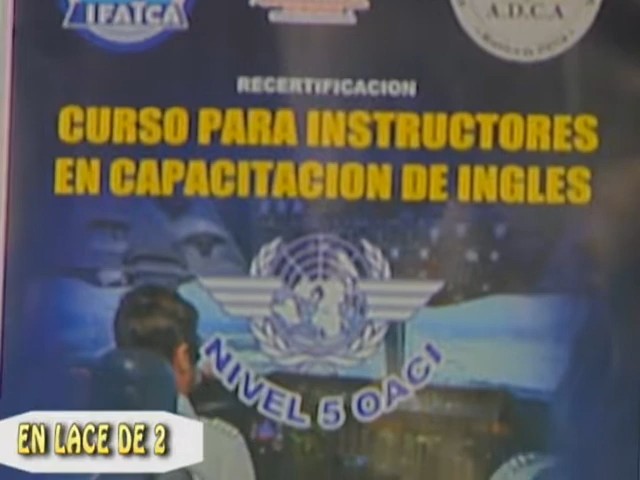 IFATCA
A.D.C.A
RECERTIFICACION
CURSO PARA INSTRUCTORES
EN CAPACITACION DE INGLES
NIVEL 5 OACI
EN LACE DE 2